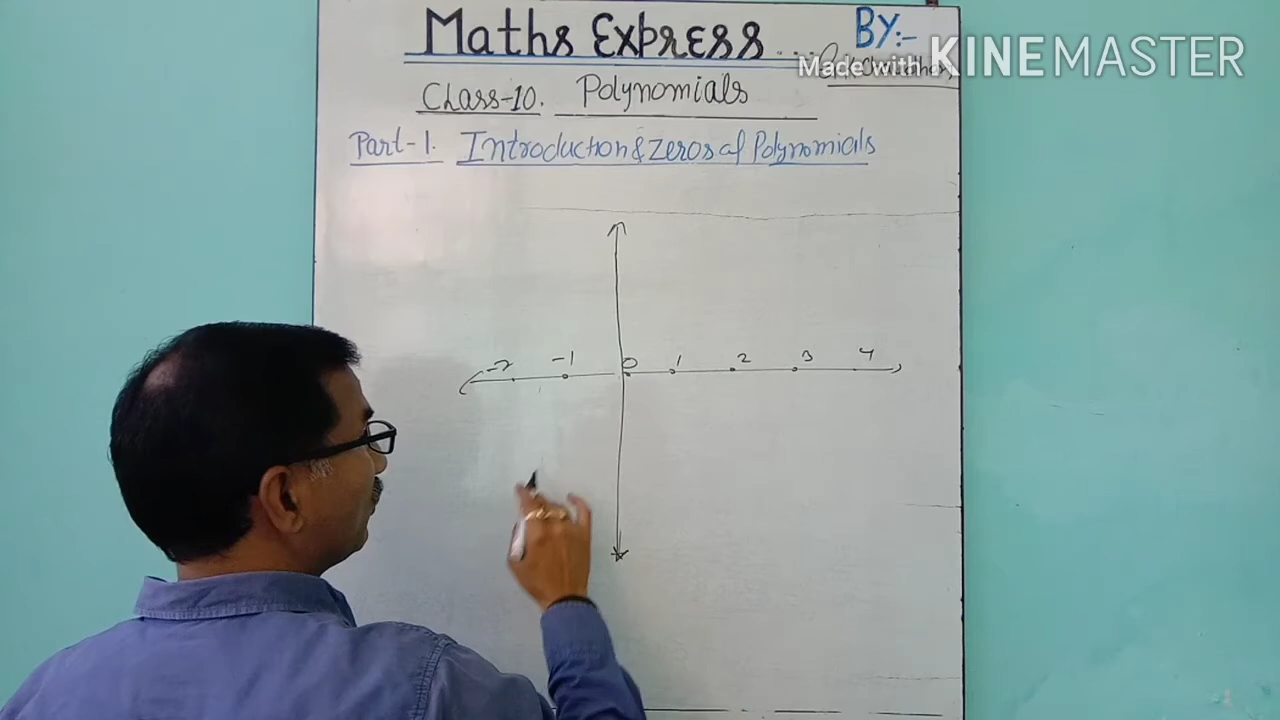 Maths Express ... BY:-
Made with KINEMASTER
Class-10. Polynomials
Part-1. Introduction & Zeros of Polynomials
-2 -1 0 1 2 3 4